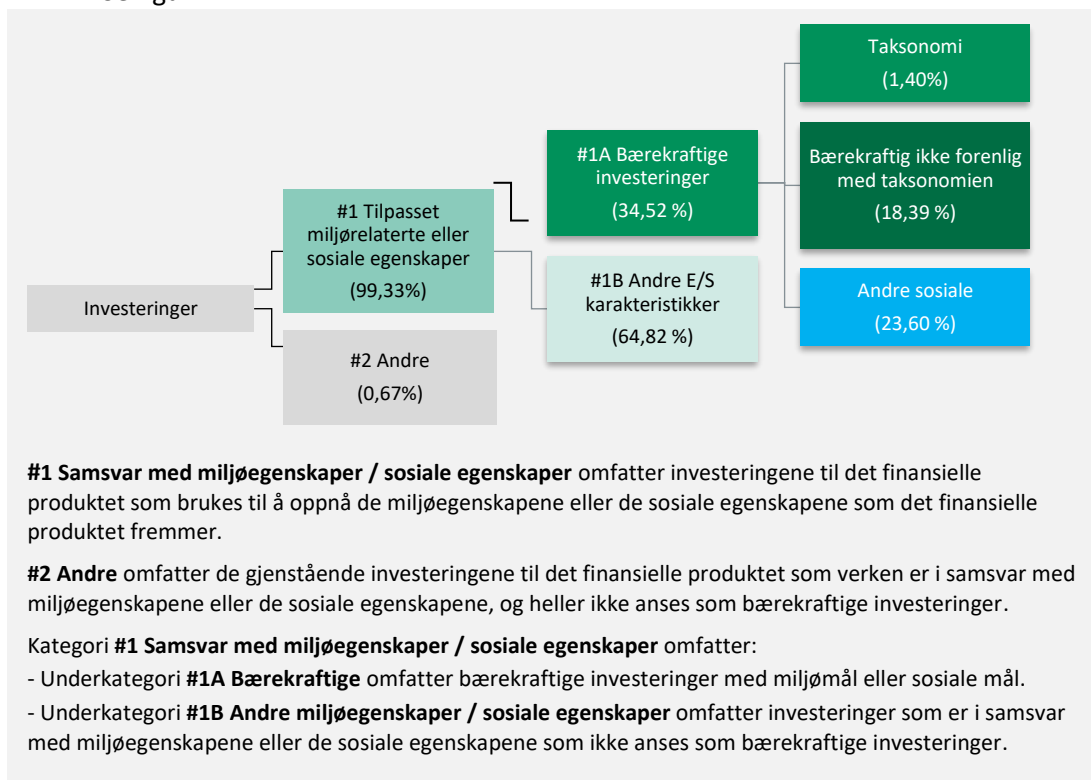 Taksonomi
(1,40%)
#1A Bærekraftige
investeringer
(34,52 %)
Bærekraftig ikke forenlig
med taksonomien
(18,39 %)
#1 Tilpasset
miljørelaterte eller
sosiale egenskaper
(99,33%)
Investeringer
#1B Andre E/S
karakteristikker
(64,82 %)
Andre sosiale
(23,60 %)
#2 Andre
(0,67%)
#1 Samsvar med miljøegenskaper / sosiale egenskaper omfatter investeringene til det finansielle
produktet som brukes til å oppnå de miljøegenskapene eller de sosiale egenskapene som det finansielle
produktet fremmer.
#2 Andre omfatter de gjenstående investeringene til det finansielle produktet som verken er i samsvar med
miljøegenskapene eller de sosiale egenskapene, og heller ikke anses som bærekraftige investeringer.
Kategori #1 Samsvar med miljøegenskaper / sosiale egenskaper omfatter:
- Underkategori #1A Bærekraftige omfatter bærekraftige investeringer med miljømål eller sosiale mål.
- Underkategori #1B Andre miljøegenskaper / sosiale egenskaper omfatter investeringer som er i samsvar
med miljøegenskapene eller de sosiale egenskapene som ikke anses som bærekraftige investeringer.